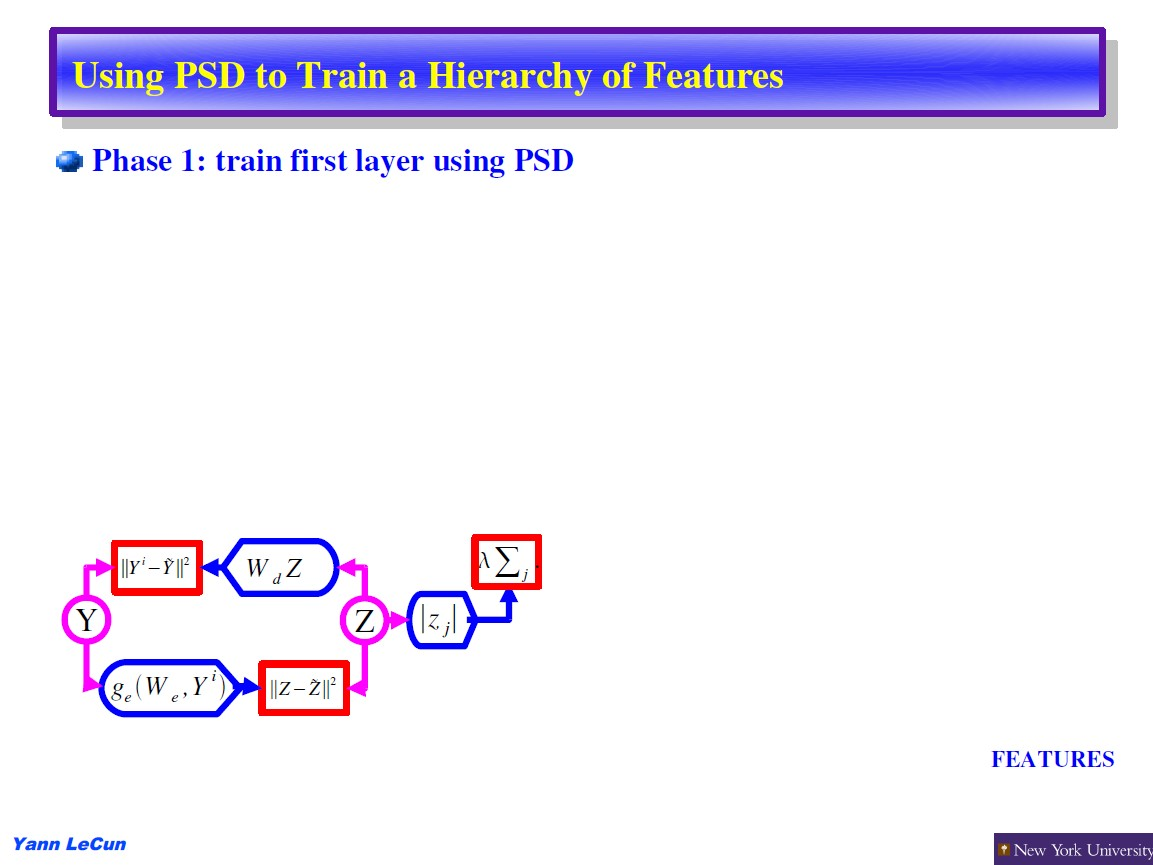 Using PSD to Train a Hierarchy of Features
Phase 1: train first layer using PSD
λ ∑ j .
||Y^i − Ỹ||²
W_d Z
Y
Z
|z_j|
g_e(W_e, Y^i)
||Z − Z̃||²
FEATURES
Yann LeCun
New York University